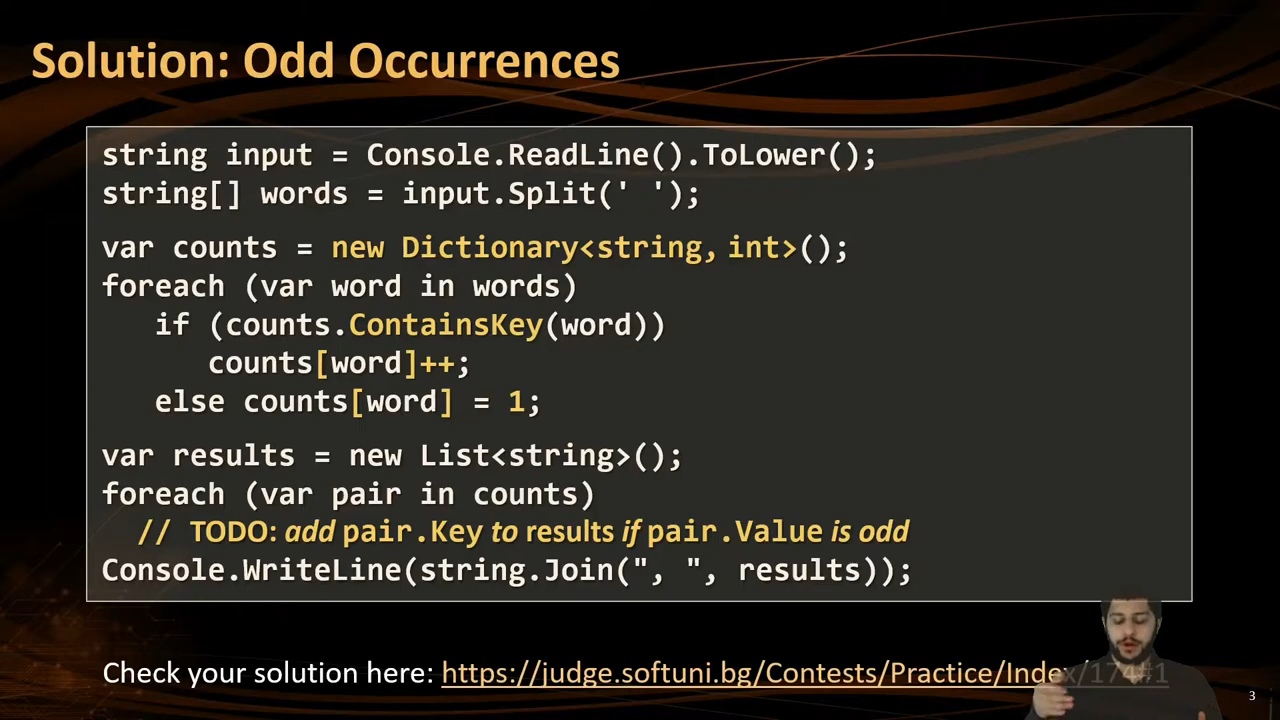 Solution: Odd Occurrences
string input = Console.ReadLine().ToLower();
string[] words = input.Split(' ');
var counts = new Dictionary<string, int>();
foreach (var word in words)
   if (counts.ContainsKey(word))
      counts[word]++;
   else counts[word] = 1;
var results = new List<string>();
foreach (var pair in counts)
  // TODO: add pair.Key to results if pair.Value is odd
Console.WriteLine(string.Join(", ", results));
Check your solution here: https://judge.softuni.bg/Contests/Practice/Index/174#1
3